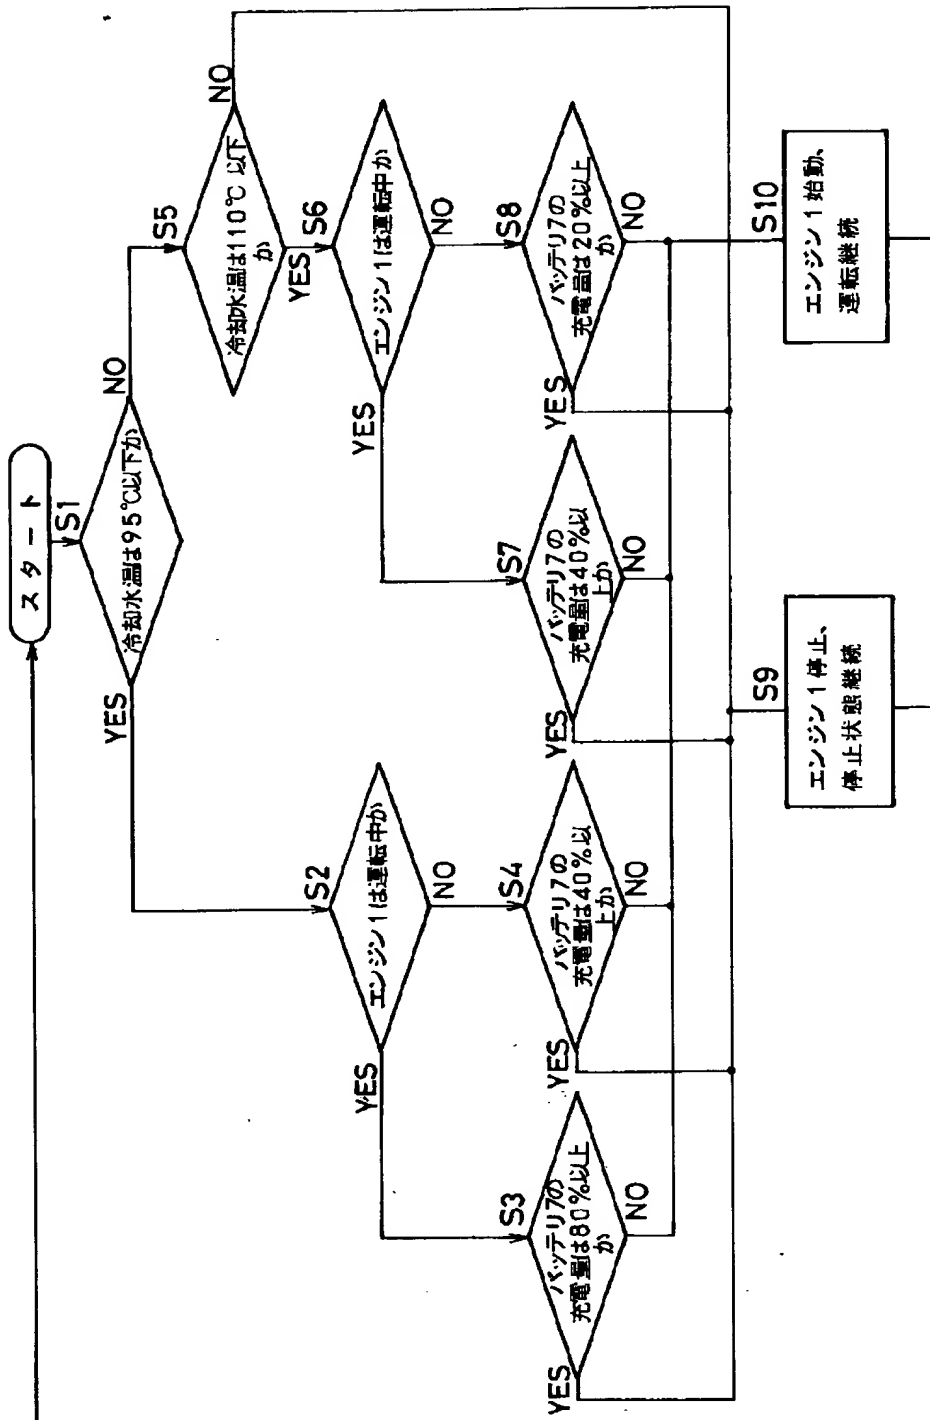 スタート
S1
冷却水温は95℃以下か
YES
NO
S5
冷却水温は110℃以下
か
NO
YES
S2
エンジン1は運転中か
YES
NO
S6
エンジン1は運転中か
YES
NO
S3
バッテリ7の
充電量は80%以上
か
YES
NO
S4
バッテリ7の
充電量は40%以
上か
YES
NO
S7
バッテリ7の
充電量は40%以
上か
YES
NO
S8
バッテリ7の
充電量は20%以上
か
YES
NO
S9
エンジン1停止、
停止状態継続
S10
エンジン1始動、
運転継続